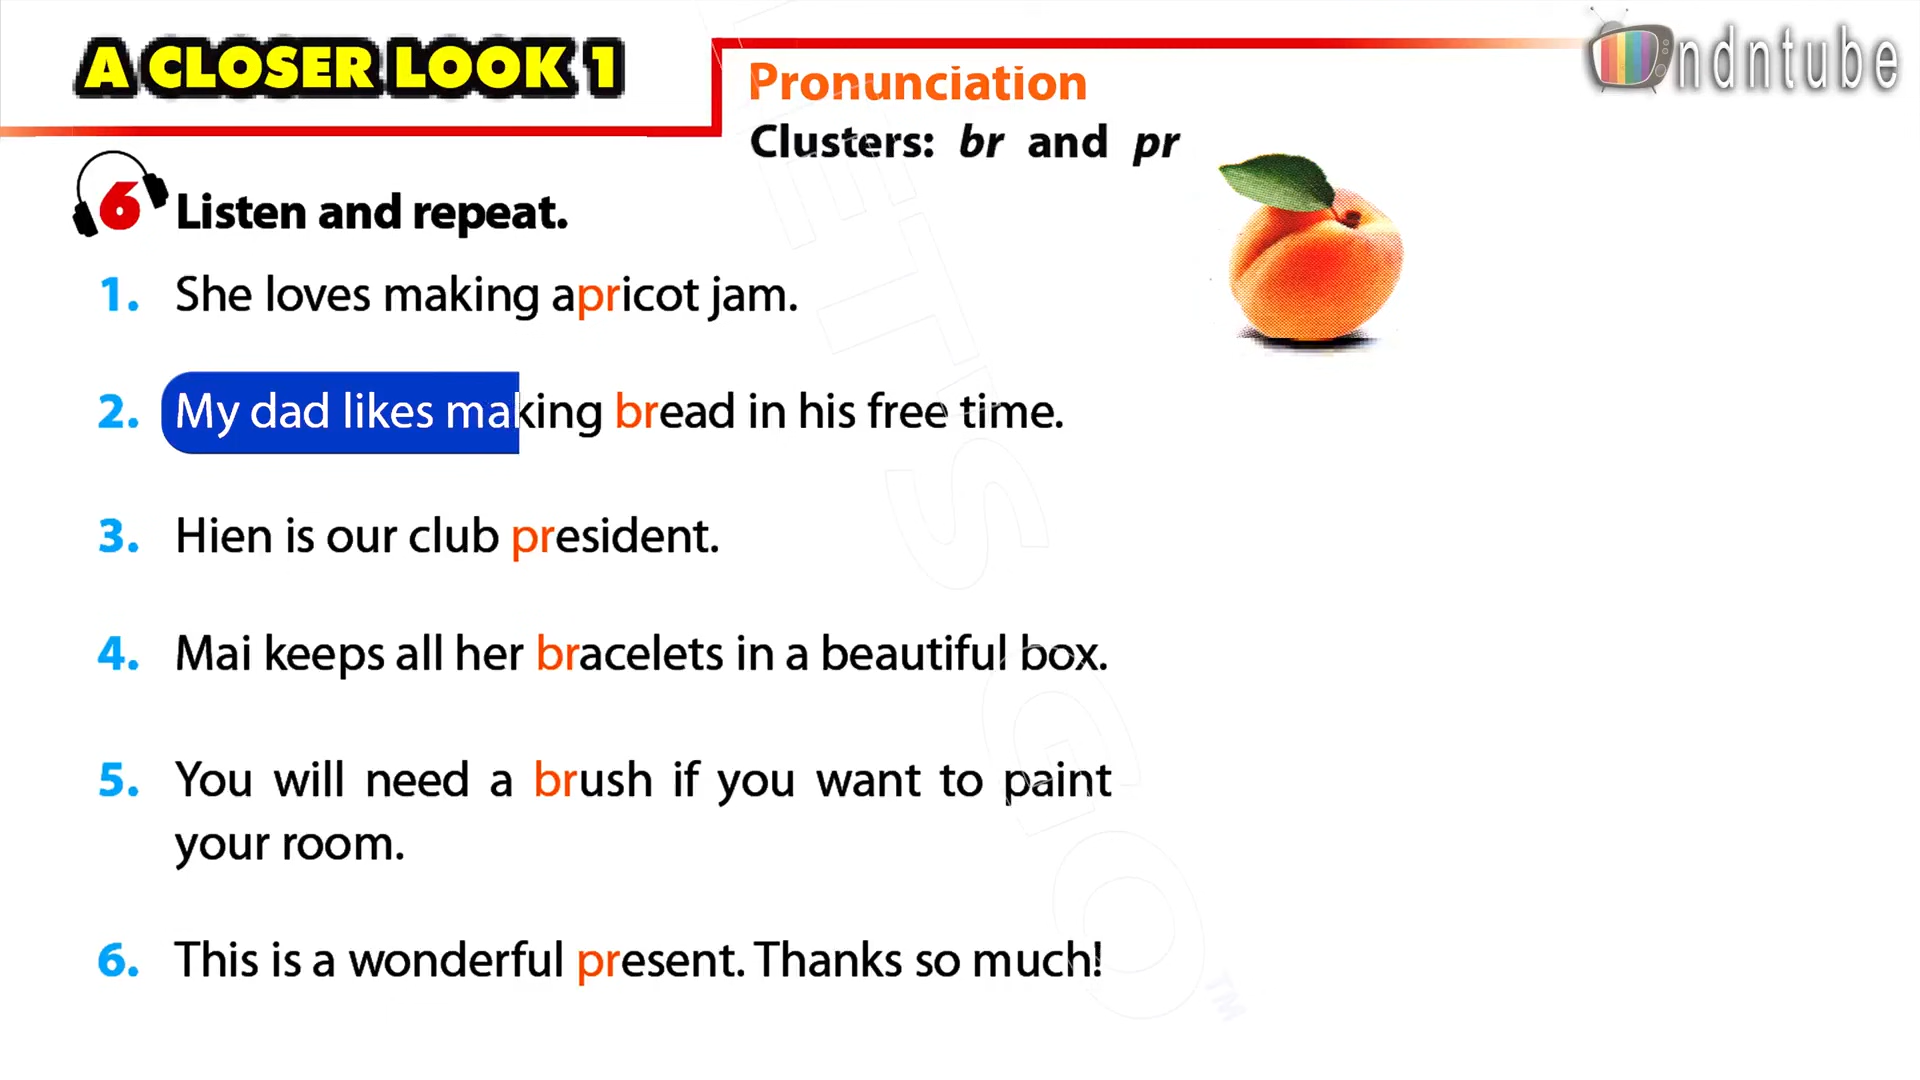 A CLOSER LOOK 1
Pronunciation
Clusters: br and pr
ndntube
6 Listen and repeat.
1. She loves making apricot jam.
2. My dad likes making bread in his free time.
3. Hien is our club president.
4. Mai keeps all her bracelets in a beautiful box.
5. You will need a brush if you want to paint
your room.
6. This is a wonderful present. Thanks so much!
LET'S GO™